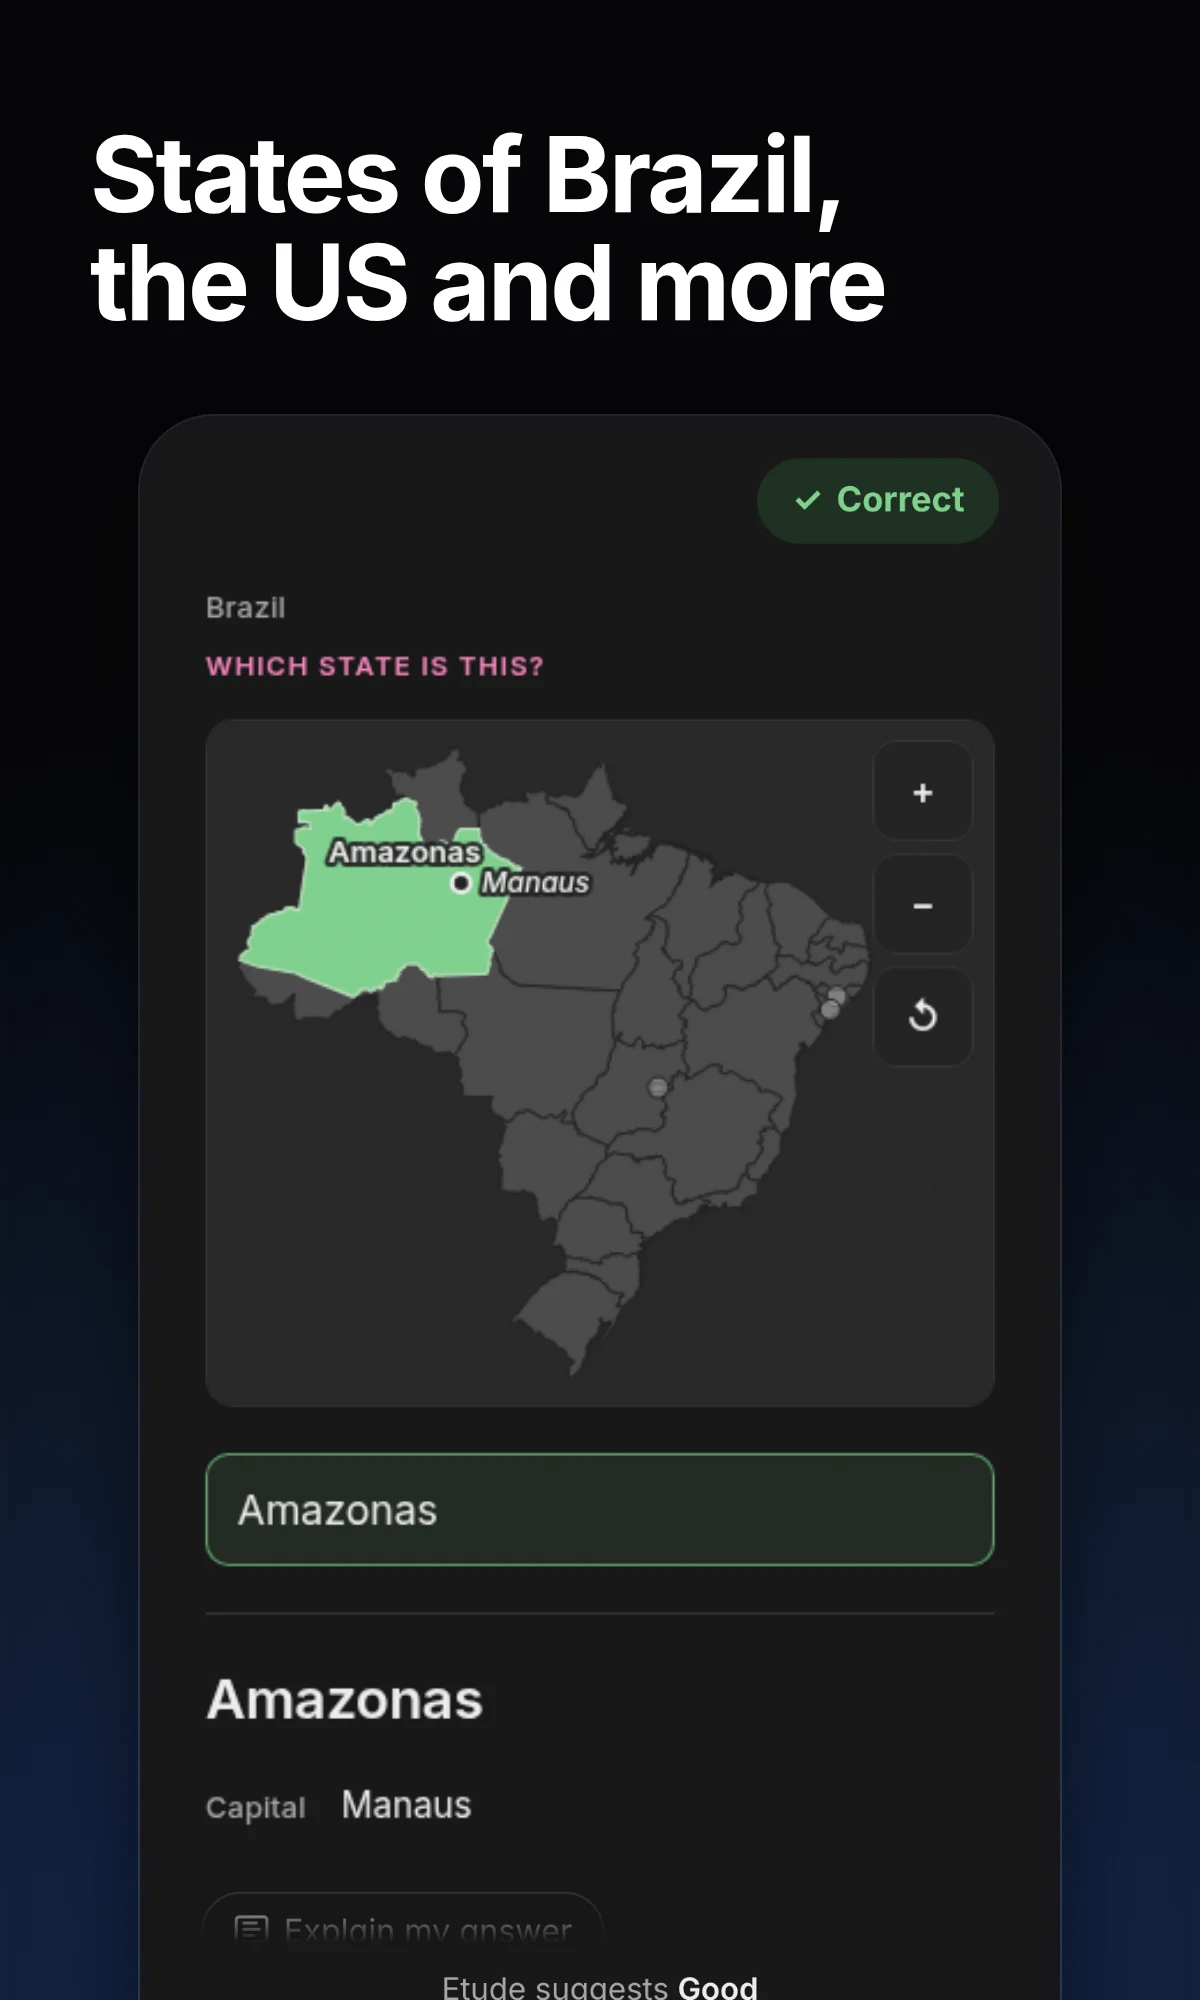 States of Brazil,
the US and more
✓ Correct
Brazil
WHICH STATE IS THIS?
+
Amazonas
Manaus
−
Amazonas
Amazonas
Capital Manaus
Explain my answer
Etude suggests Good